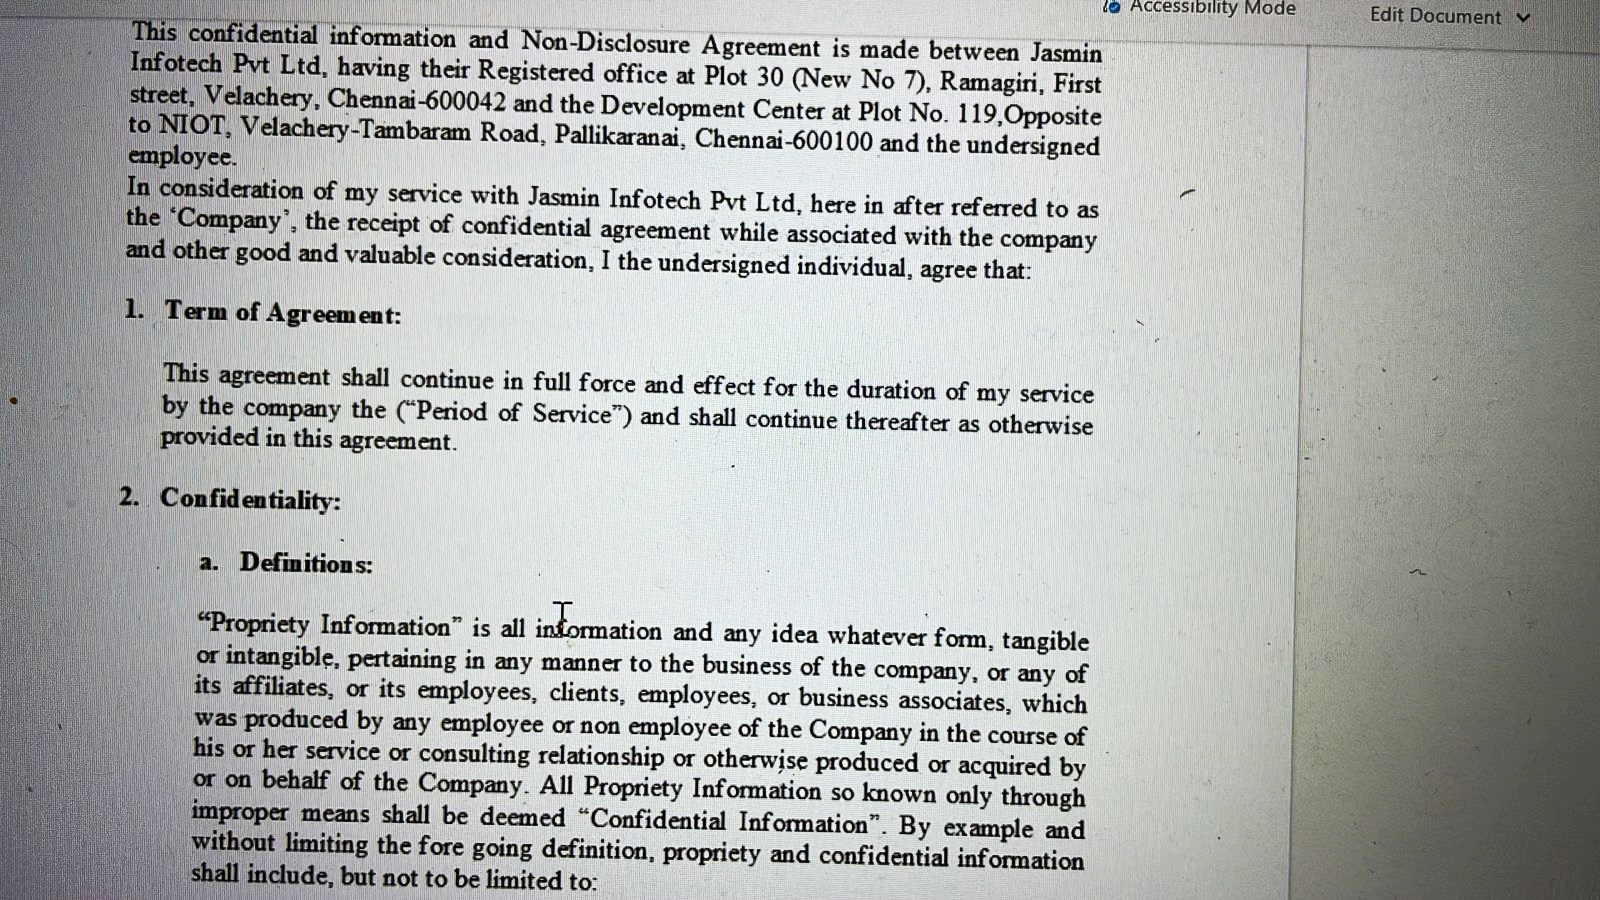 Accessibility Mode
Edit Document
This confidential information and Non-Disclosure Agreement is made between Jasmin
Infotech Pvt Ltd, having their Registered office at Plot 30 (New No 7), Ramagiri, First
street, Velachery, Chennai-600042 and the Development Center at Plot No. 119,Opposite
to NIOT, Velachery-Tambaram Road, Pallikaranai, Chennai-600100 and the undersigned
employee.
In consideration of my service with Jasmin Infotech Pvt Ltd, here in after referred to as
the ‘Company’, the receipt of confidential agreement while associated with the company
and other good and valuable consideration, I the undersigned individual, agree that:
1. Term of Agreement:
This agreement shall continue in full force and effect for the duration of my service
by the company the (“Period of Service”) and shall continue thereafter as otherwise
provided in this agreement.
2. Confidentiality:
a. Definitions:
“Propriety Information” is all information and any idea whatever form, tangible
or intangible, pertaining in any manner to the business of the company, or any of
its affiliates, or its employees, clients, employees, or business associates, which
was produced by any employee or non employee of the Company in the course of
his or her service or consulting relationship or otherwise produced or acquired by
or on behalf of the Company. All Propriety Information so known only through
improper means shall be deemed “Confidential Information”. By example and
without limiting the fore going definition, propriety and confidential information
shall include, but not to be limited to: